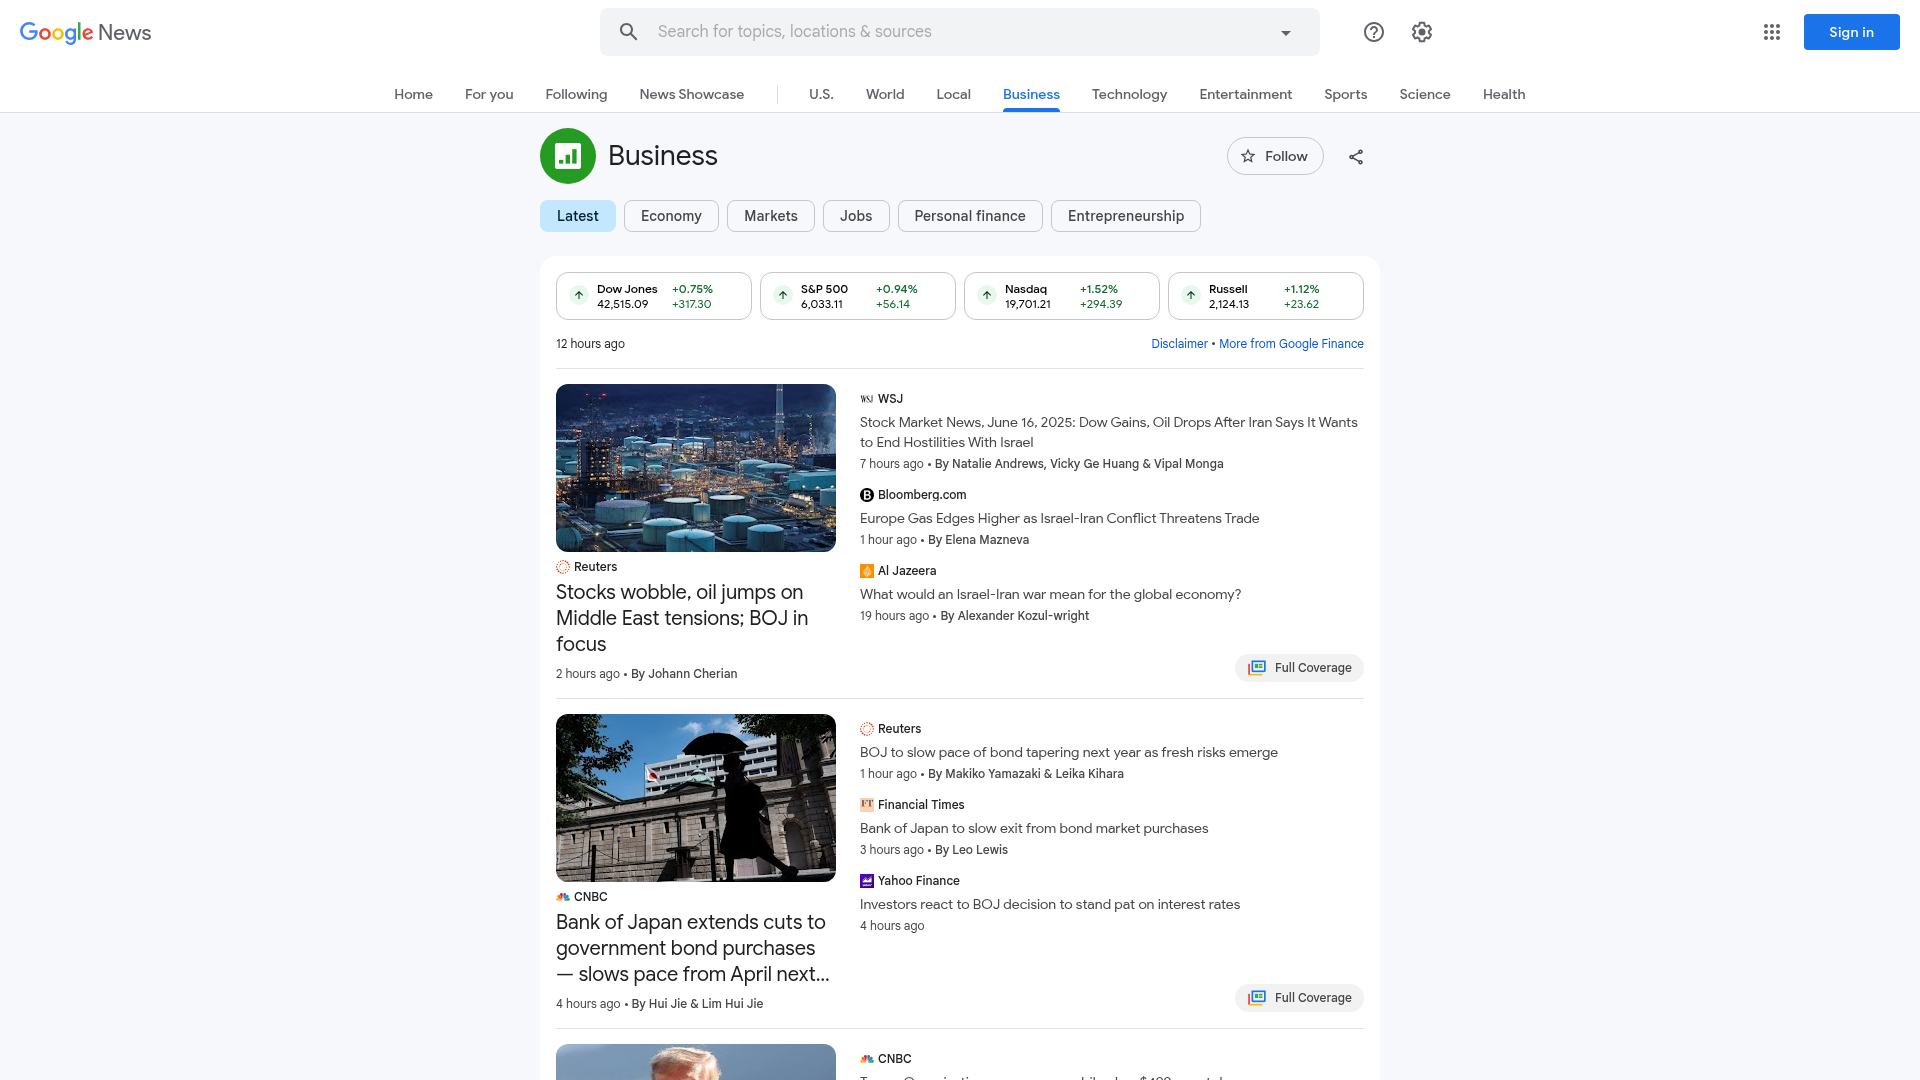 Google News
Search for topics, locations & sources
Sign in
Home
For you
Following
News Showcase
U.S.
World
Local
Business
Technology
Entertainment
Sports
Science
Health
Business
Follow
Latest
Economy
Markets
Jobs
Personal finance
Entrepreneurship
Dow Jones +0.75%
42,515.09 +317.30
S&P 500 +0.94%
6,033.11 +56.14
Nasdaq +1.52%
19,701.21 +294.39
Russell +1.12%
2,124.13 +23.62
12 hours ago
Disclaimer • More from Google Finance
Reuters
Stocks wobble, oil jumps on
Middle East tensions; BOJ in
focus
2 hours ago • By Johann Cherian
WSJ
Stock Market News, June 16, 2025: Dow Gains, Oil Drops After Iran Says It Wants
to End Hostilities With Israel
7 hours ago • By Natalie Andrews, Vicky Ge Huang & Vipal Monga
Bloomberg.com
Europe Gas Edges Higher as Israel-Iran Conflict Threatens Trade
1 hour ago • By Elena Mazneva
Al Jazeera
What would an Israel-Iran war mean for the global economy?
19 hours ago • By Alexander Kozul-wright
Full Coverage
CNBC
Bank of Japan extends cuts to
government bond purchases
— slows pace from April next...
4 hours ago • By Hui Jie & Lim Hui Jie
Reuters
BOJ to slow pace of bond tapering next year as fresh risks emerge
1 hour ago • By Makiko Yamazaki & Leika Kihara
Financial Times
Bank of Japan to slow exit from bond market purchases
3 hours ago • By Leo Lewis
Yahoo Finance
Investors react to BOJ decision to stand pat on interest rates
4 hours ago
Full Coverage
CNBC